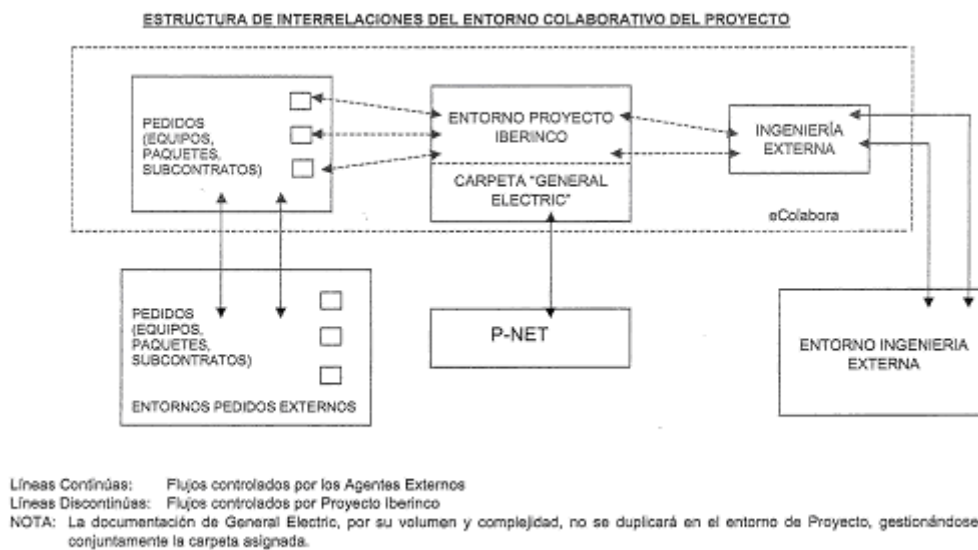 ESTRUCTURA DE INTERRELACIONES DEL ENTORNO COLABORATIVO DEL PROYECTO
PEDIDOS
(EQUIPOS,
PAQUETES,
SUBCONTRATOS)
ENTORNO PROYECTO
IBERINCO
CARPETA "GENERAL
ELECTRIC"
INGENIERÍA
EXTERNA
eColabora
PEDIDOS
(EQUIPOS,
PAQUETES,
SUBCONTRATOS)
ENTORNOS PEDIDOS EXTERNOS
P-NET
ENTORNO INGENIERIA
EXTERNA
Líneas Continúas: Flujos controlados por los Agentes Externos
Líneas Discontinúas: Flujos controlados por Proyecto Iberinco
NOTA: La documentación de General Electric, por su volumen y complejidad, no se duplicará en el entorno de Proyecto, gestionándose
conjuntamente la carpeta asignada.